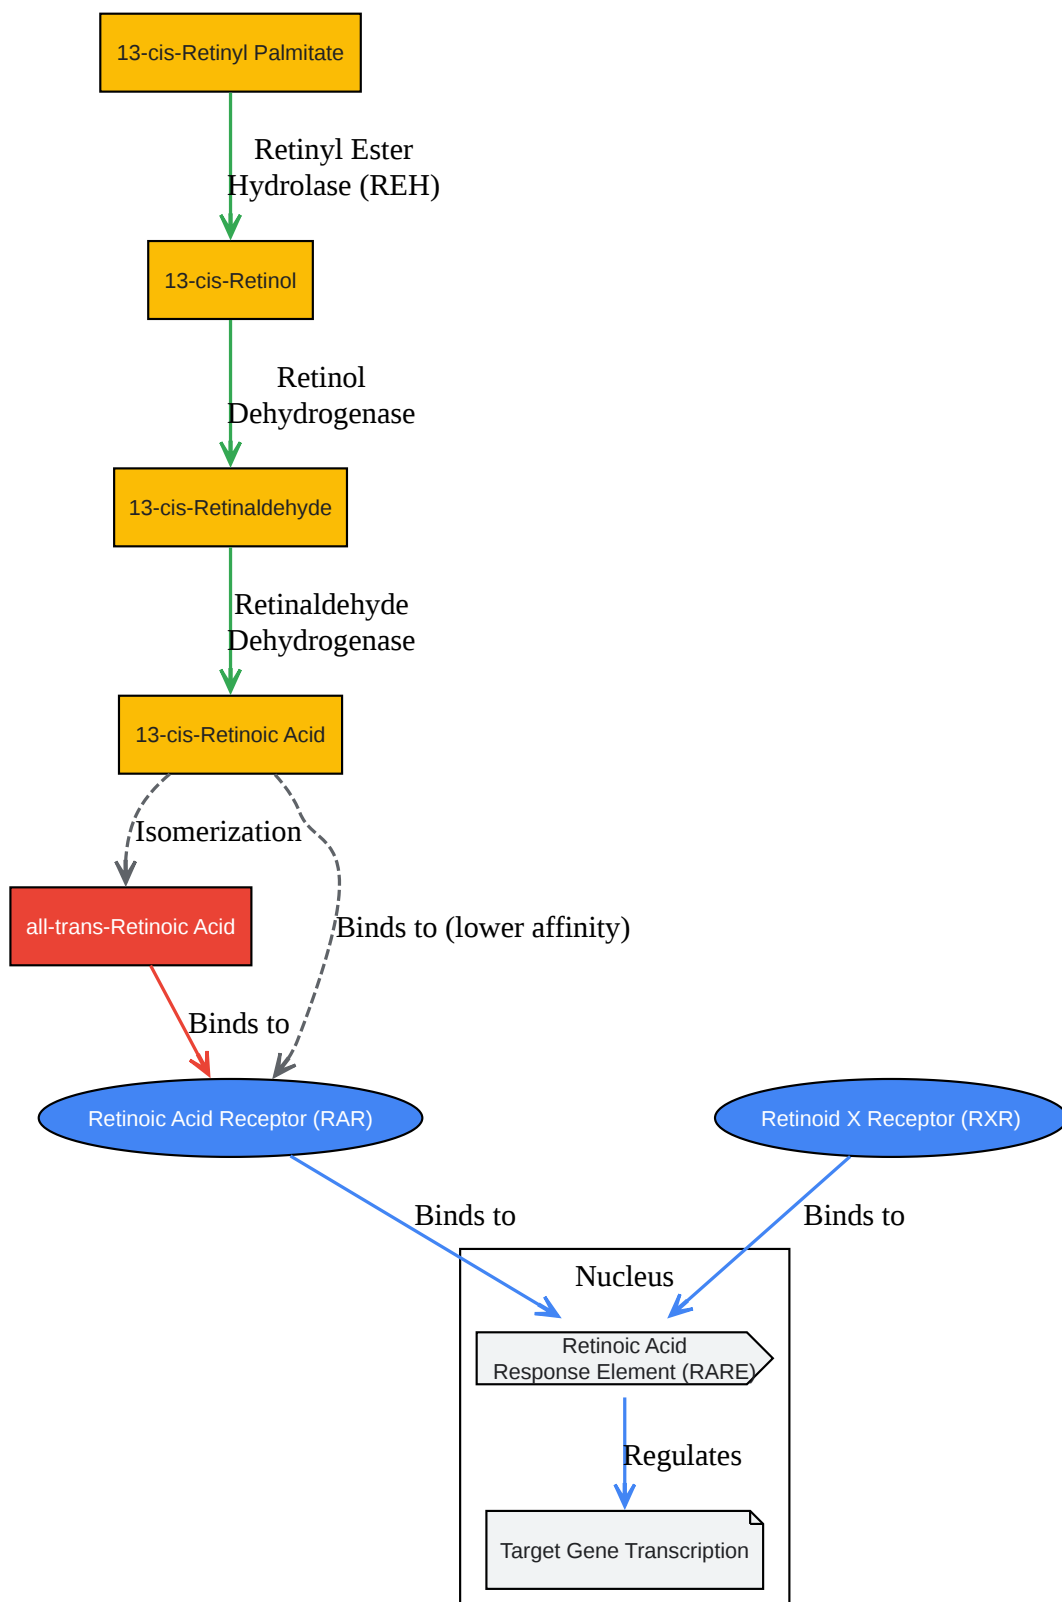 13-cis-Retinyl Palmitate
Retinyl Ester
Hydrolase (REH)
13-cis-Retinol
Retinol
Dehydrogenase
13-cis-Retinaldehyde
Retinaldehyde
Dehydrogenase
13-cis-Retinoic Acid
Isomerization
all-trans-Retinoic Acid
Binds to (lower affinity)
Binds to
Retinoic Acid Receptor (RAR)
Retinoid X Receptor (RXR)
Binds to
Binds to
Nucleus
Retinoic Acid
Response Element (RARE)
Regulates
Target Gene Transcription